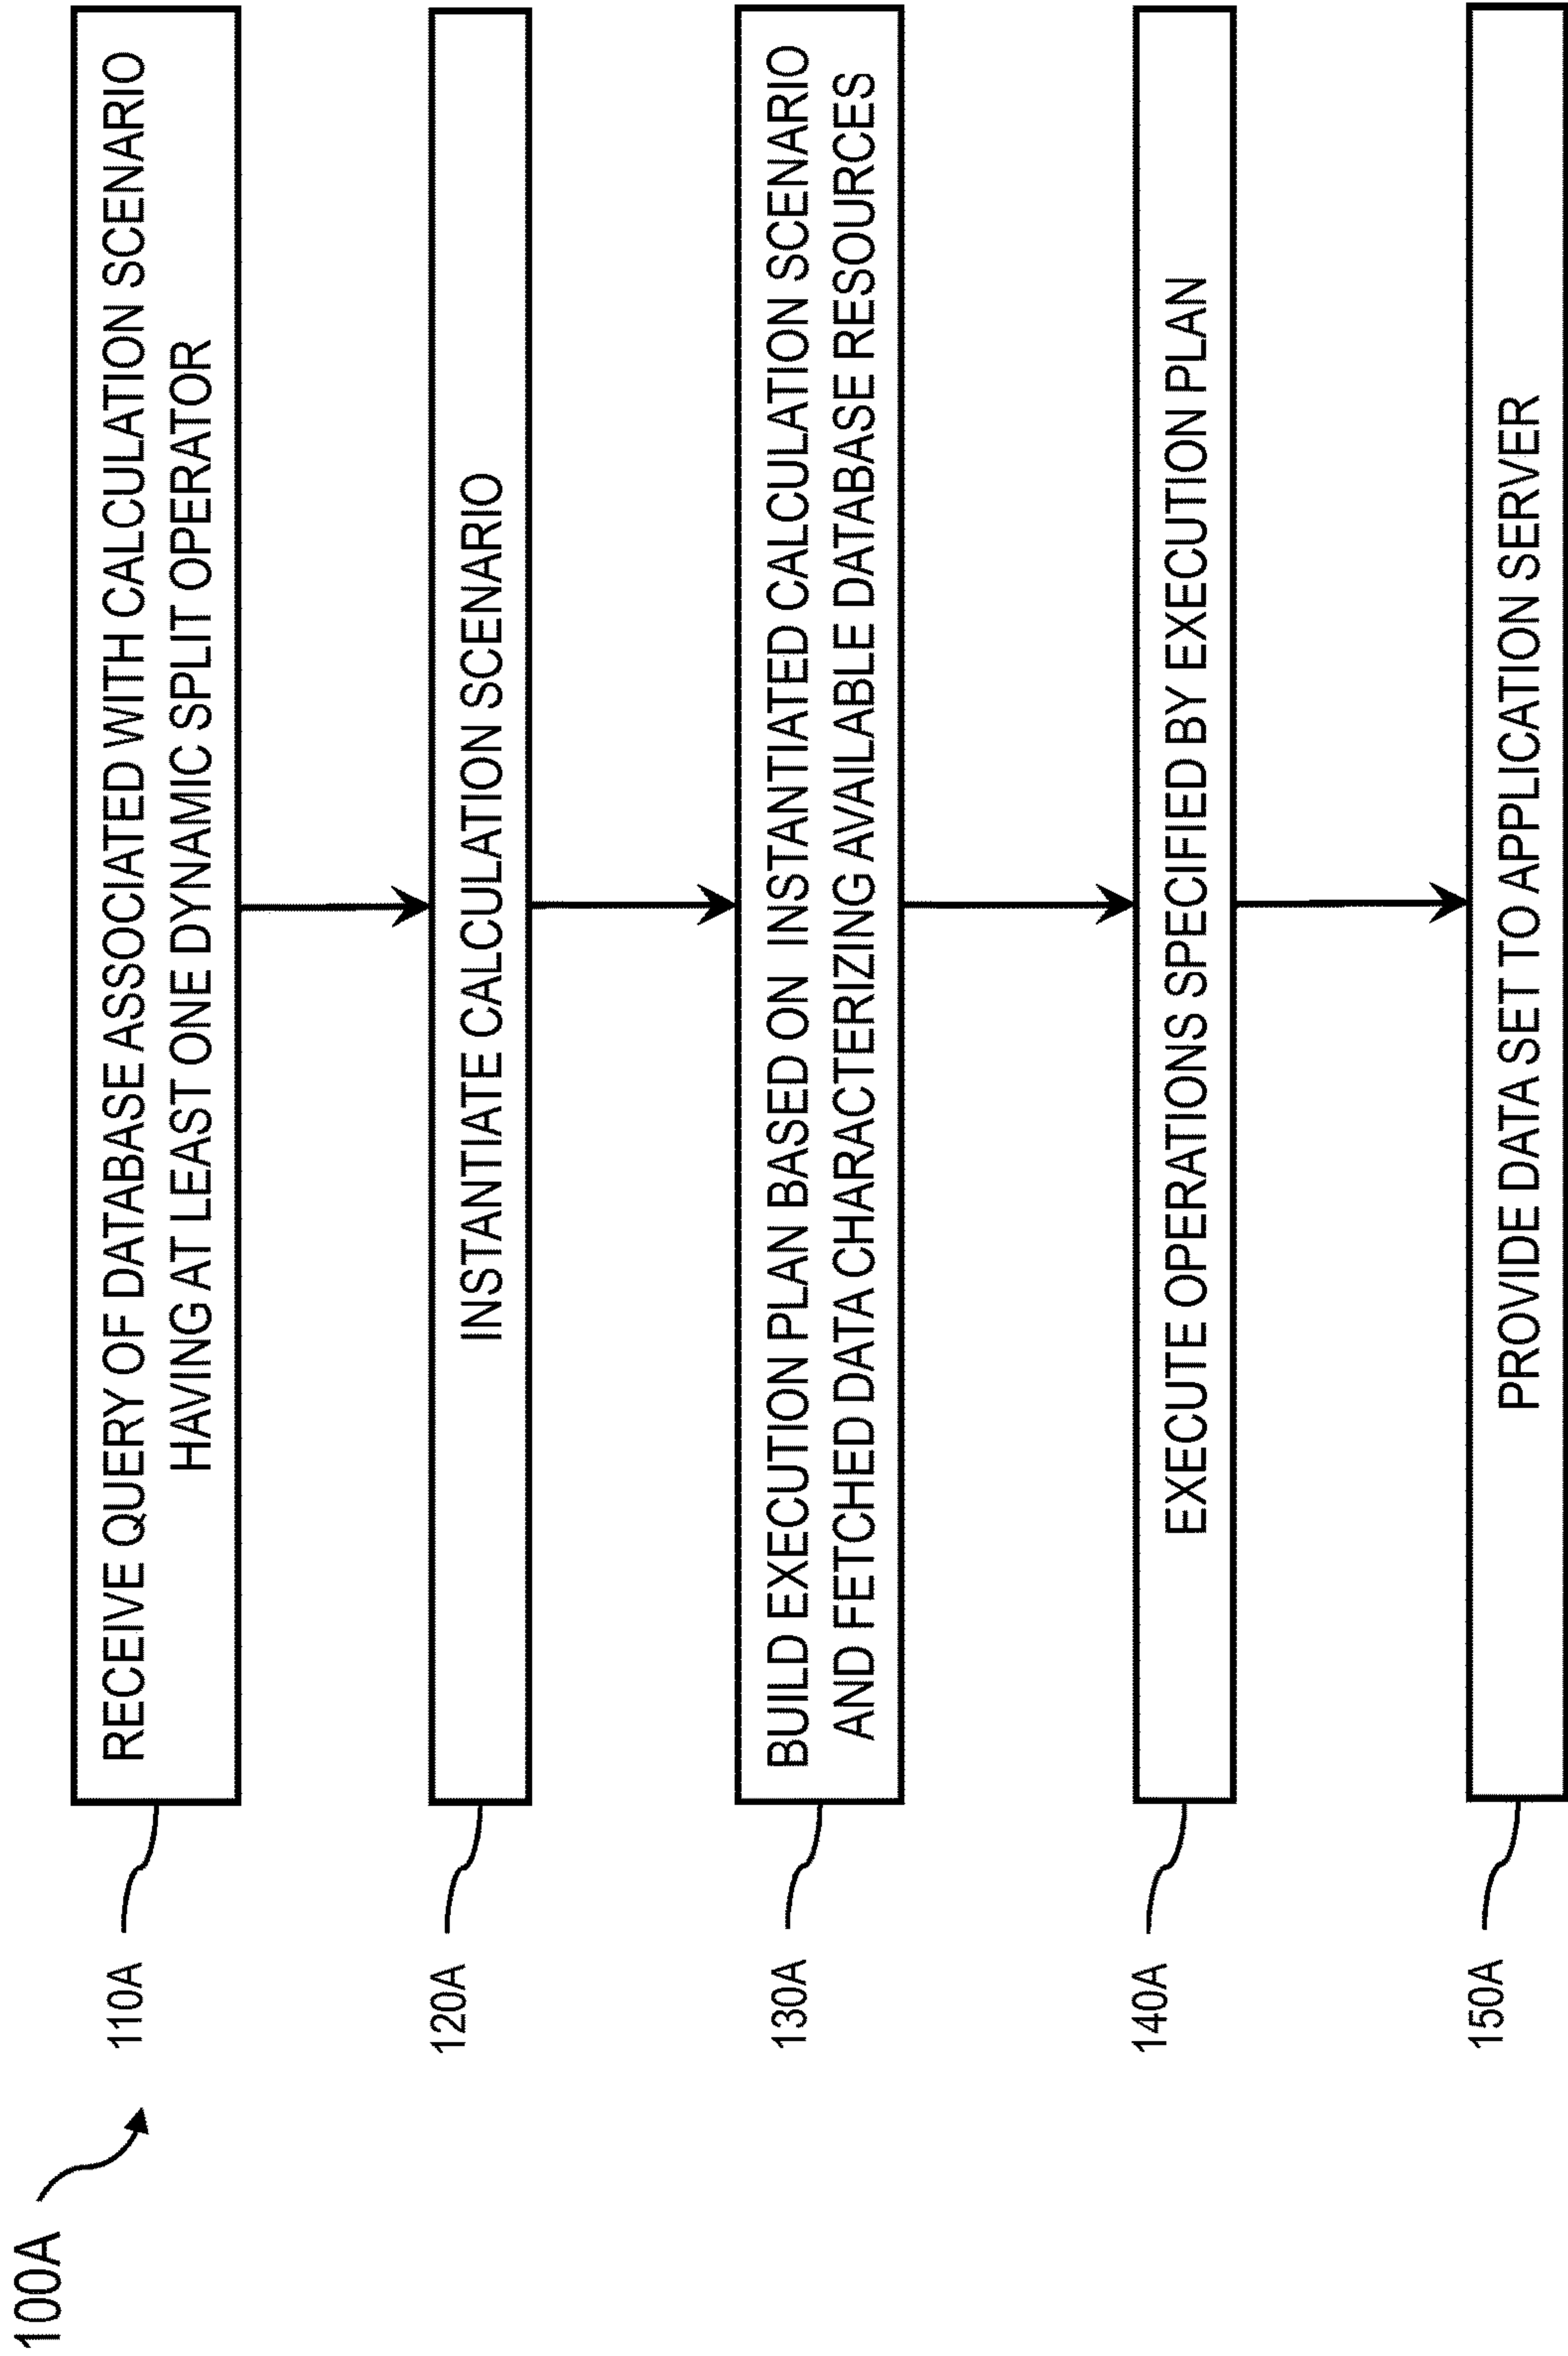 100A
110A
RECEIVE QUERY OF DATABASE ASSOCIATED WITH CALCULATION SCENARIO
HAVING AT LEAST ONE DYNAMIC SPLIT OPERATOR
120A
INSTANTIATE CALCULATION SCENARIO
130A
BUILD EXECUTION PLAN BASED ON INSTANTIATED CALCULATION SCENARIO
AND FETCHED DATA CHARACTERIZING AVAILABLE DATABASE RESOURCES
140A
EXECUTE OPERATIONS SPECIFIED BY EXECUTION PLAN
150A
PROVIDE DATA SET TO APPLICATION SERVER